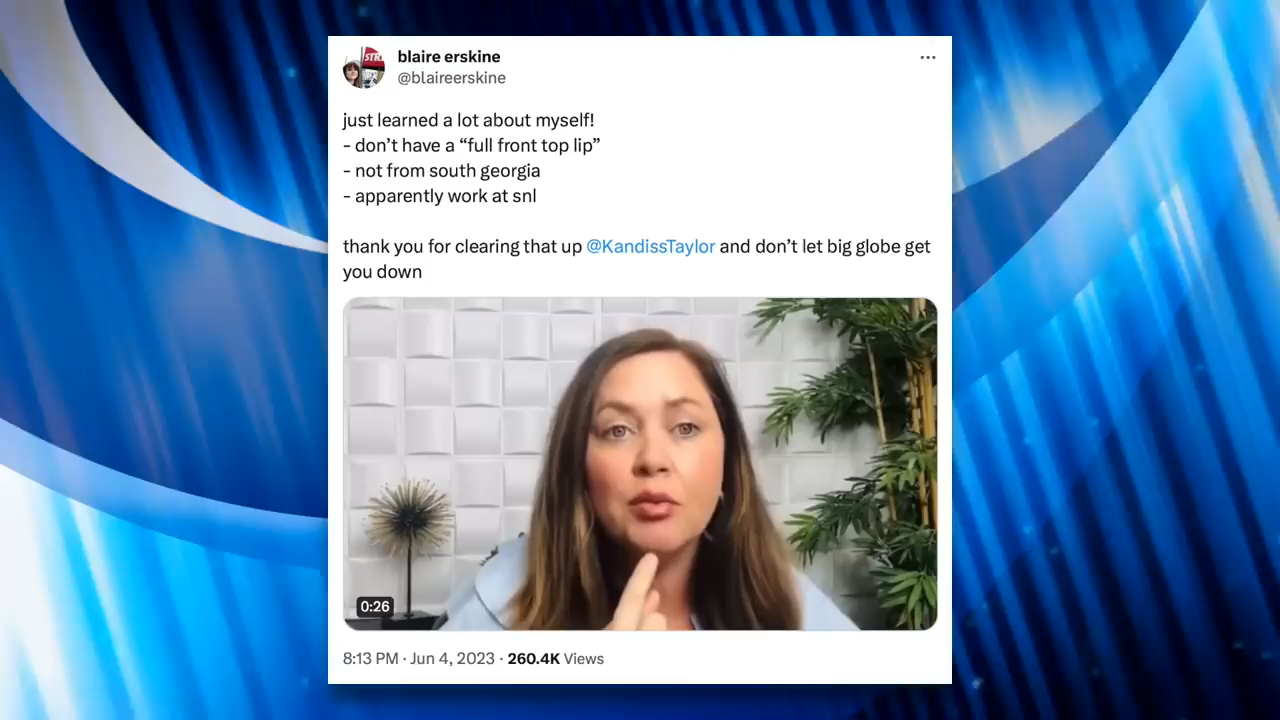 STR
blaire erskine
@blaireerskine
just learned a lot about myself!
- don’t have a “full front top lip”
- not from south georgia
- apparently work at snl
thank you for clearing that up @KandissTaylor and don’t let big globe get
you down
0:26
8:13 PM · Jun 4, 2023 · 260.4K Views